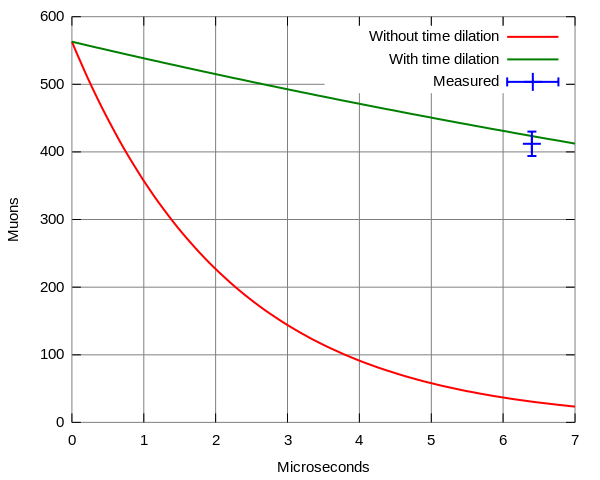 600
500
400
300
200
100
0
0 1 2 3 4 5 6 7
Muons
Microseconds
Without time dilation
With time dilation
Measured